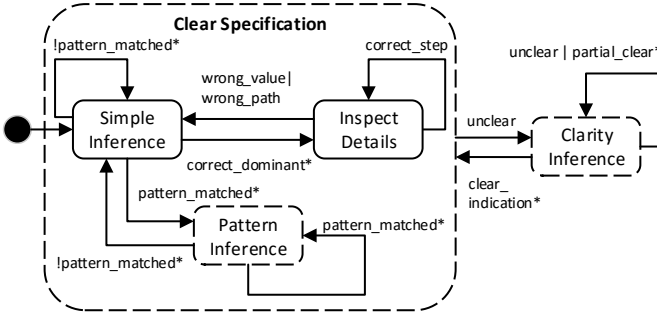 Clear Specification
!pattern_matched*
correct_step
unclear | partial_clear*
wrong_value|
wrong_path
Simple
Inference
Inspect
Details
unclear
Clarity
Inference
correct_dominant*
clear_
indication*
pattern_matched*
Pattern
Inference
pattern_matched*
!pattern_matched*